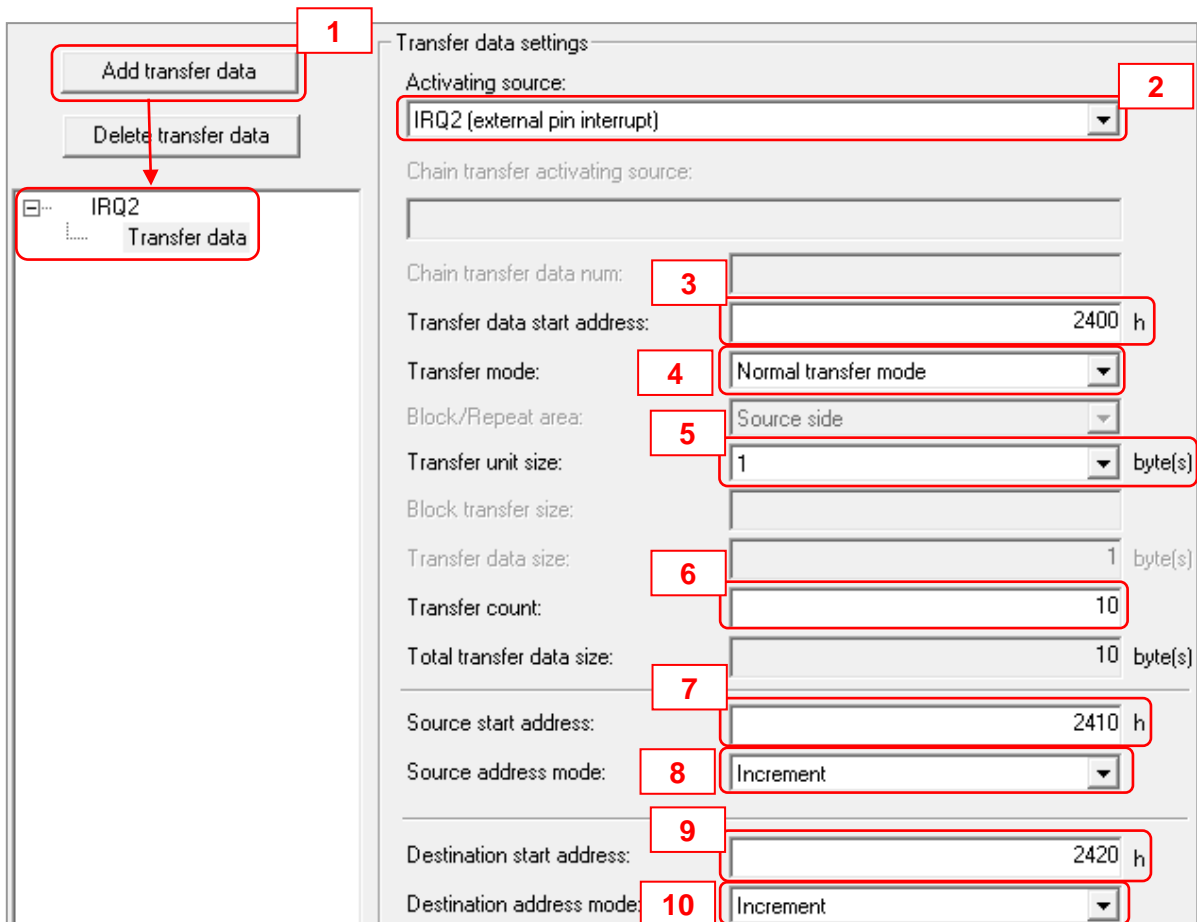 1
Add transfer data
Delete transfer data
IRQ2
Transfer data
Transfer data settings
Activating source:
2
IRQ2 (external pin interrupt)
Chain transfer activating source:
Chain transfer data num:
3
Transfer data start address: 2400 h
Transfer mode: 4 Normal transfer mode
Block/Repeat area: Source side
5
Transfer unit size: 1 byte(s)
Block transfer size:
Transfer data size: 1 byte(s)
6
Transfer count: 10
Total transfer data size: 10 byte(s)
7
Source start address: 2410 h
Source address mode: 8 Increment
9
Destination start address: 2420 h
Destination address mode: 10 Increment